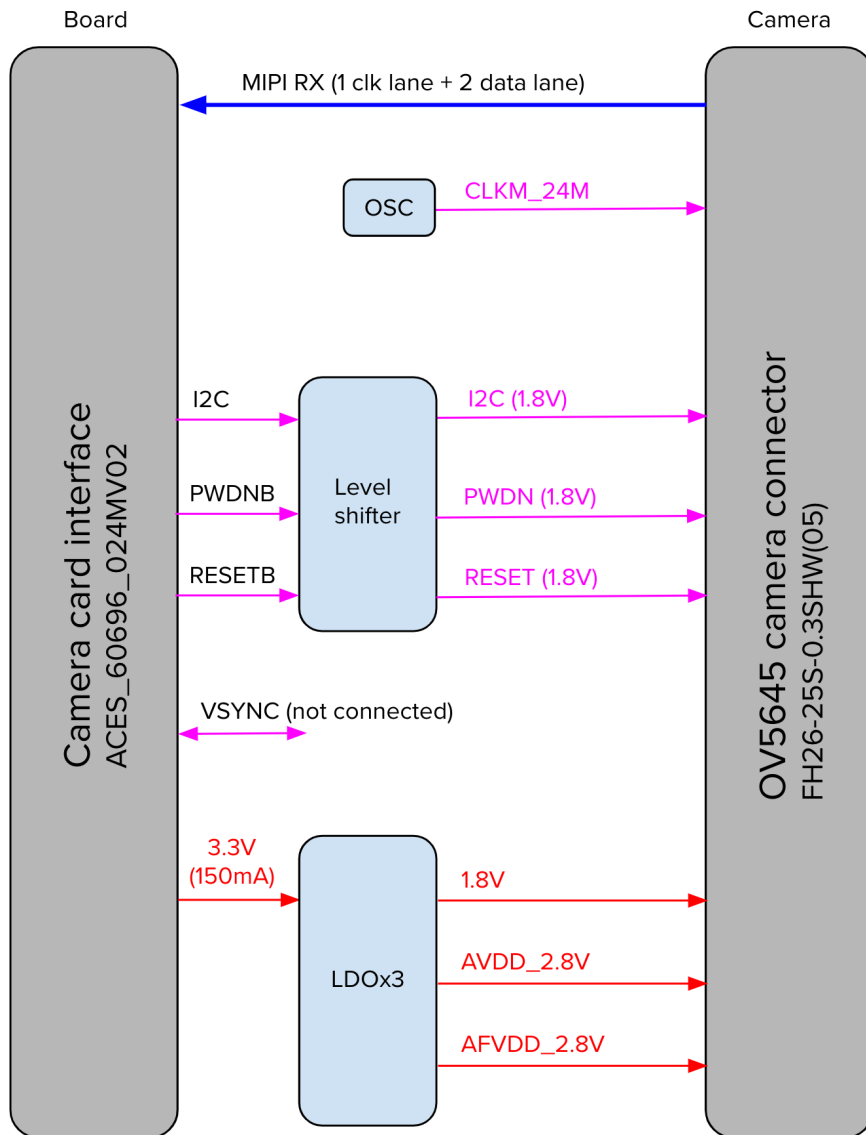 Board
Camera
MIPI RX (1 clk lane + 2 data lane)
OSC
CLKM_24M
Camera card interface
ACES_60696_024MV02
I2C
PWDNB
RESETB
Level
shifter
I2C (1.8V)
PWDN (1.8V)
RESET (1.8V)
OV5645 camera connector
FH26-25S-0.3SHW(05)
VSYNC (not connected)
3.3V
(150mA)
LDOx3
1.8V
AVDD_2.8V
AFVDD_2.8V